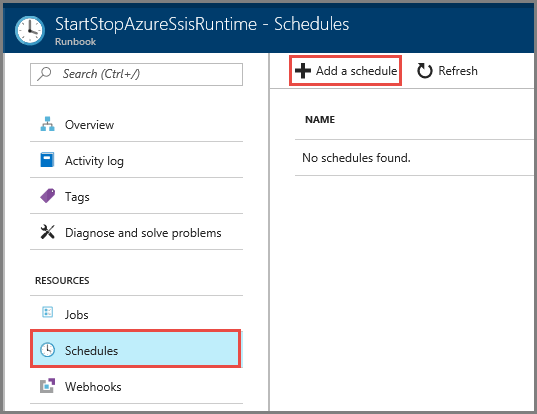 StartStopAzureSsisRuntime - Schedules
Runbook
Search (Ctrl+/)
Add a schedule
Refresh
Overview
Activity log
Tags
Diagnose and solve problems
RESOURCES
Jobs
Schedules
Webhooks
NAME
No schedules found.